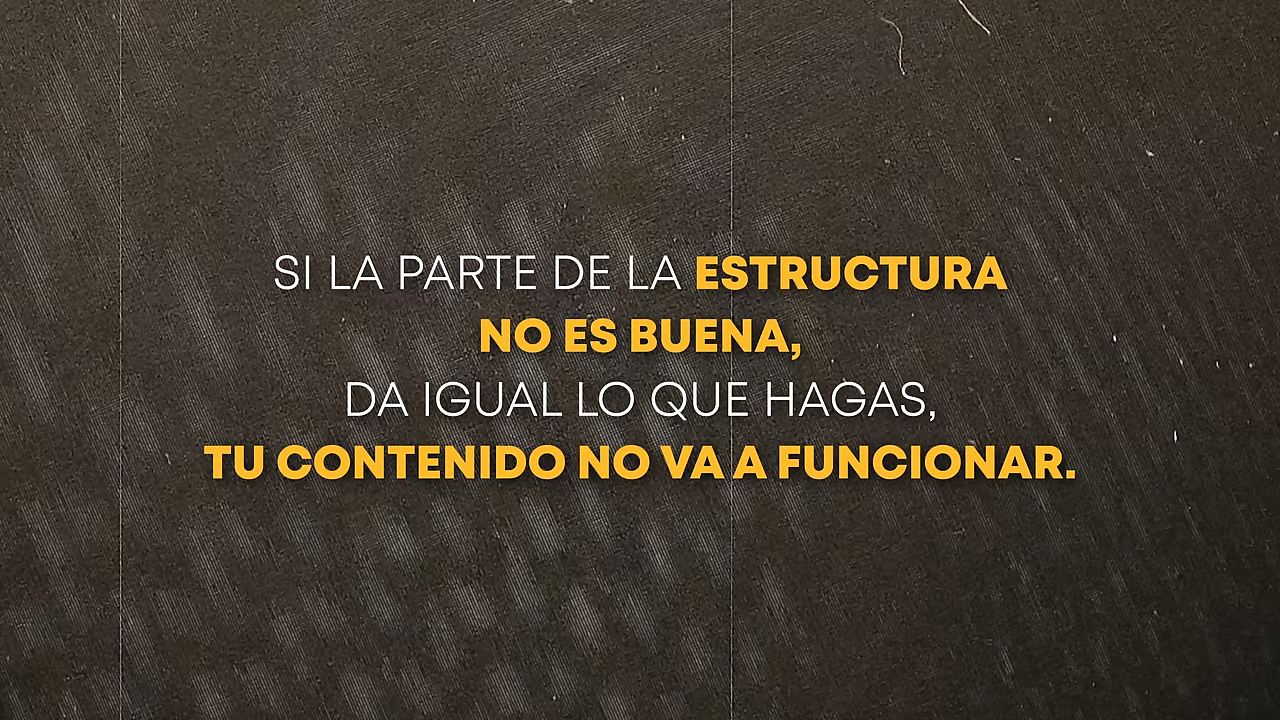 SI LA PARTE DE LA ESTRUCTURA
NO ES BUENA,
DA IGUAL LO QUE HAGAS,
TU CONTENIDO NO VA A FUNCIONAR.